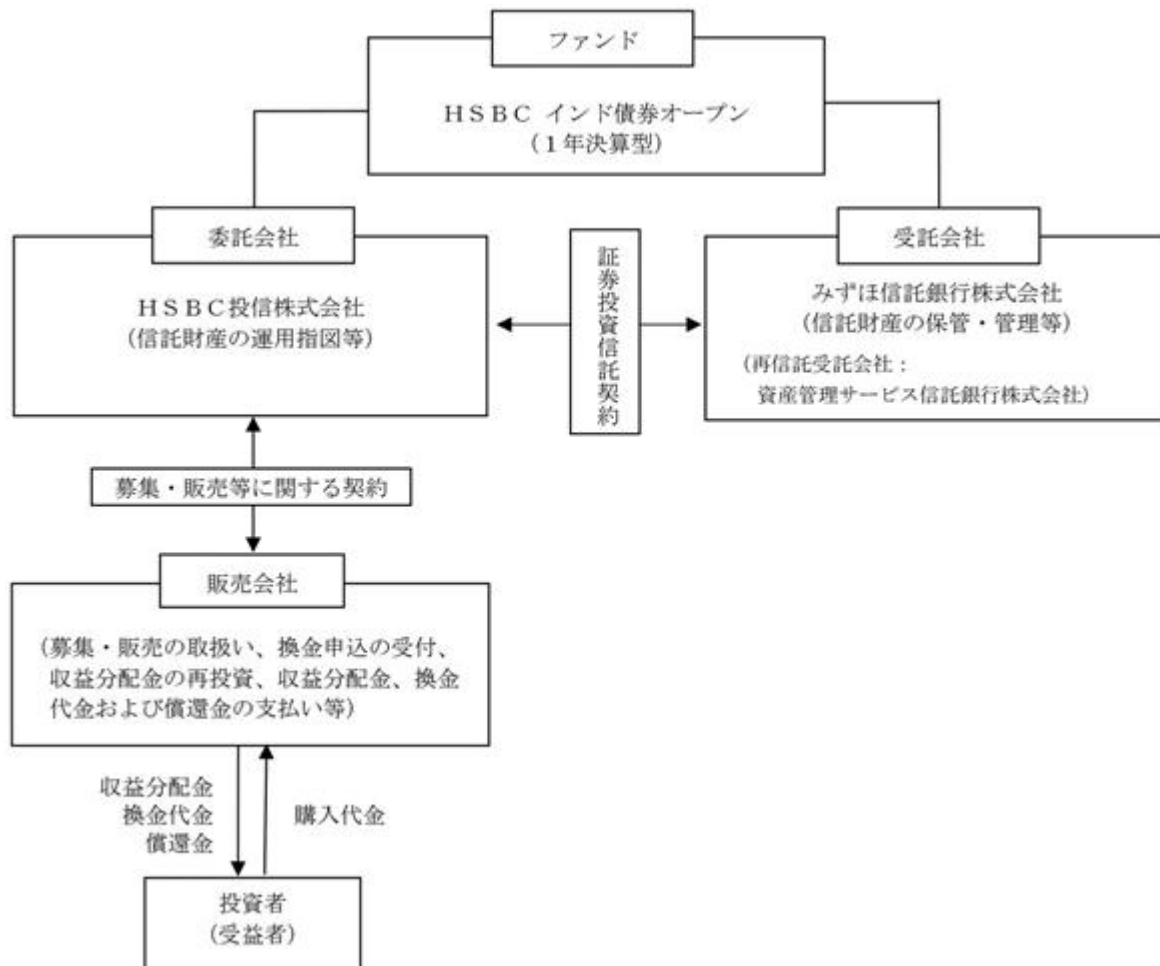 ファンド
HSBC インド債券オープン
(1年決算型)
委託会社
HSBC投信株式会社
(信託財産の運用指図等)
証券投資信託契約
受託会社
みずほ信託銀行株式会社
(信託財産の保管・管理等)
(再信託受託会社:
資産管理サービス信託銀行株式会社)
募集・販売等に関する契約
販売会社
(募集・販売の取扱い、換金申込の受付、
収益分配金の再投資、収益分配金、換金
代金および償還金の支払い等)
収益分配金
換金代金
償還金
購入代金
投資者
(受益者)